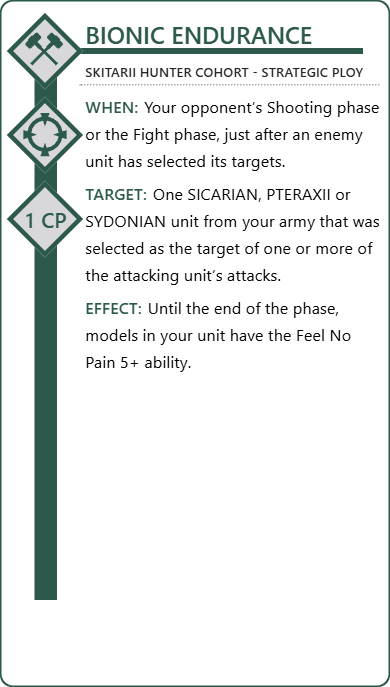 BIONIC ENDURANCE
SKITARII HUNTER COHORT - STRATEGIC PLOY
WHEN: Your opponent's Shooting phase
or the Fight phase, just after an enemy
unit has selected its targets.
1 CP
TARGET: One SICARIAN, PTERAXII or
SYDONIAN unit from your army that was
selected as the target of one or more of
the attacking unit's attacks.
EFFECT: Until the end of the phase,
models in your unit have the Feel No
Pain 5+ ability.